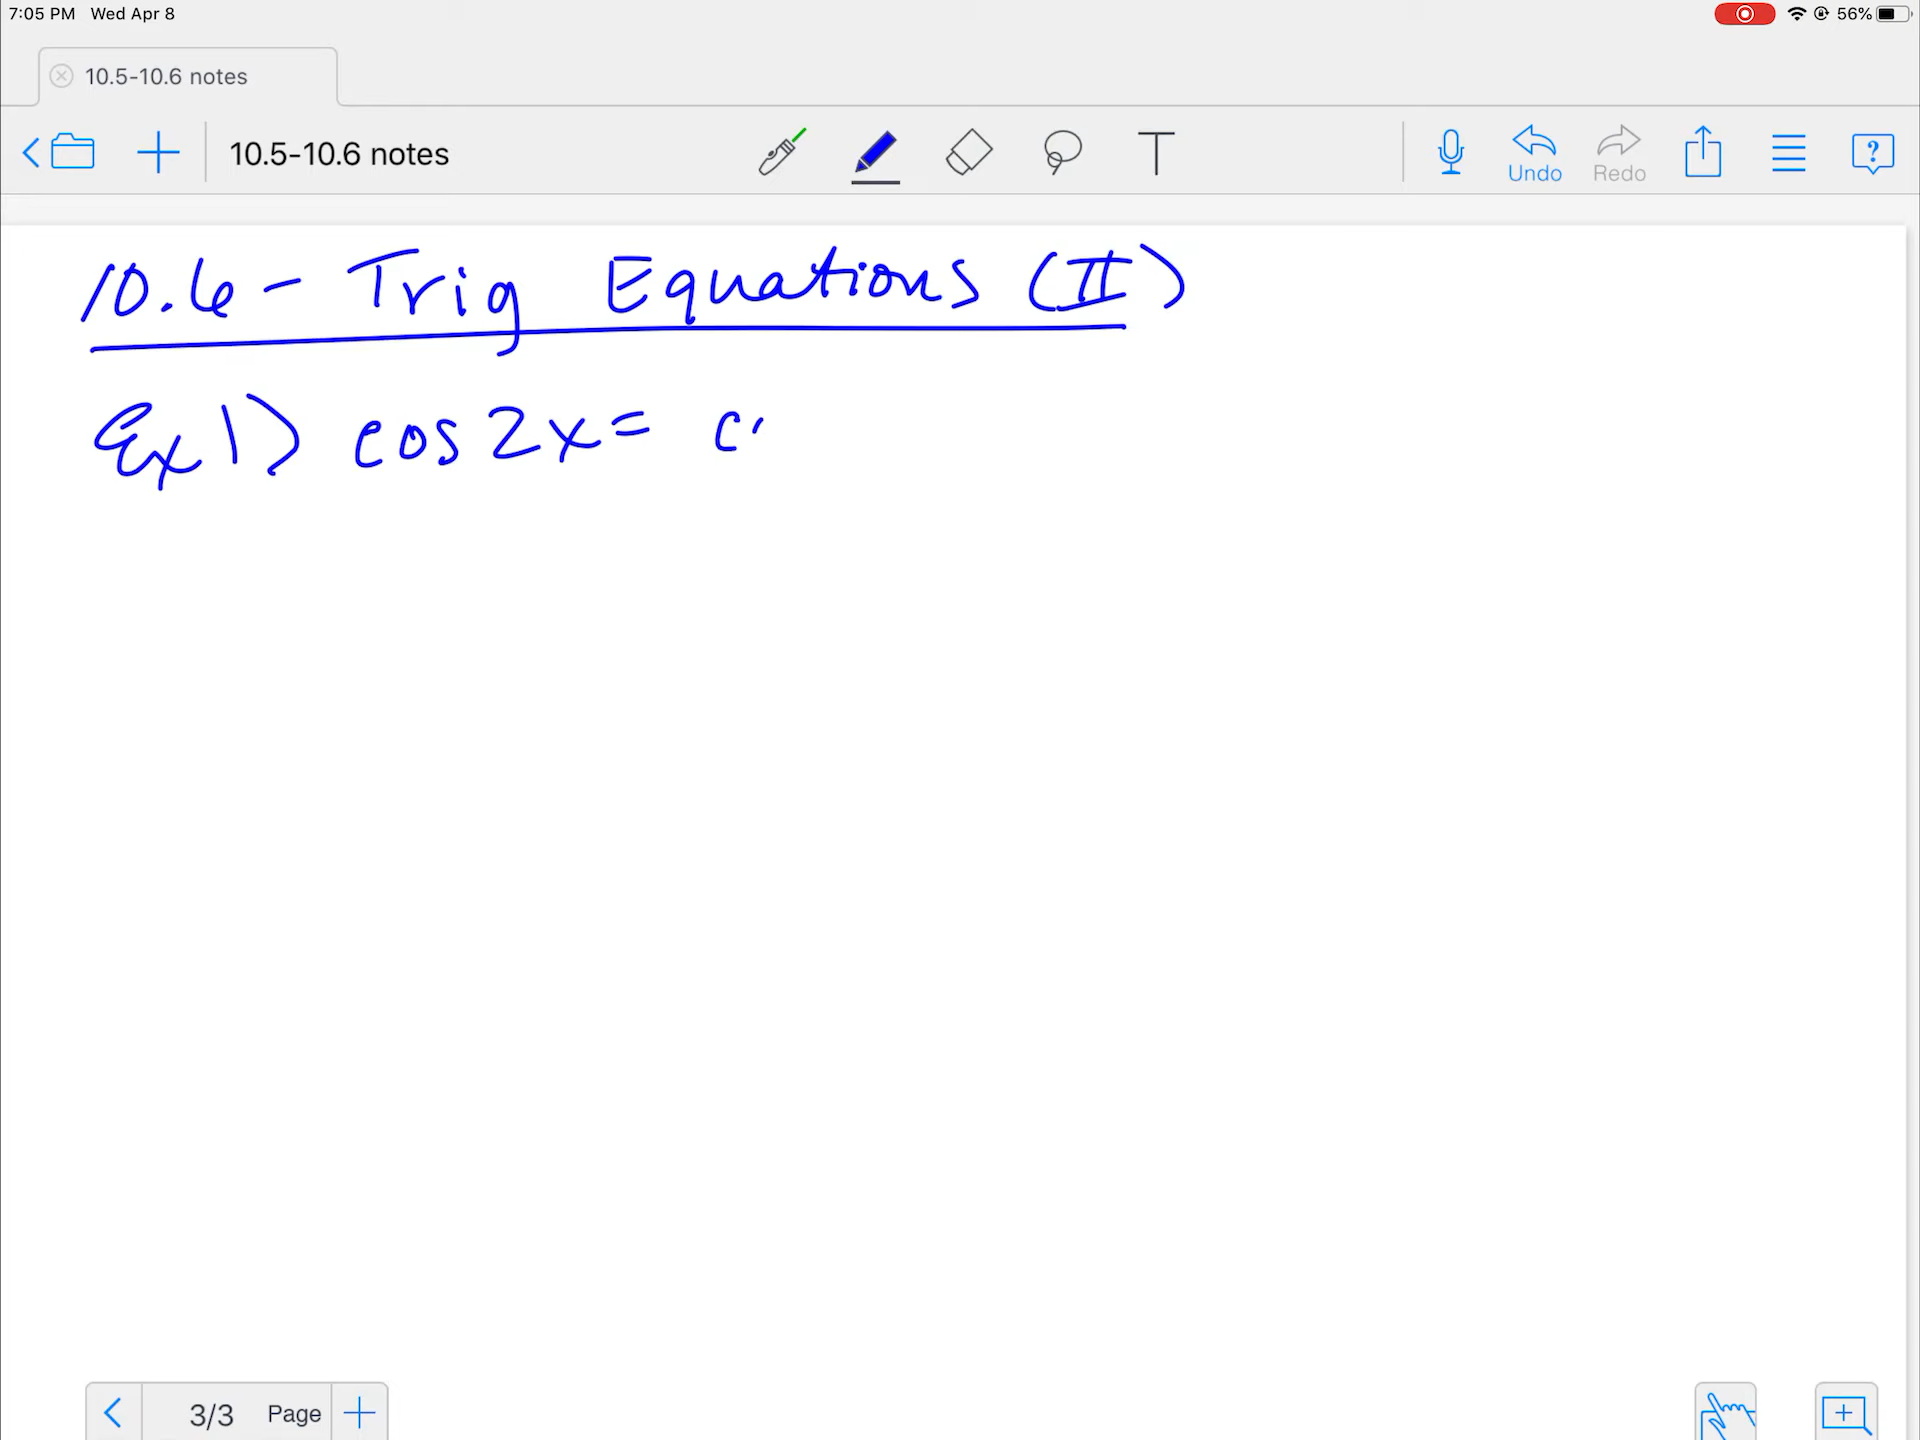 7:05 PM Wed Apr 8 56%
10.5-10.6 notes
10.5-10.6 notes T Undo Redo ?
10.6 - Trig Equations (II)
Ex 1) cos 2x = c
3/3 Page